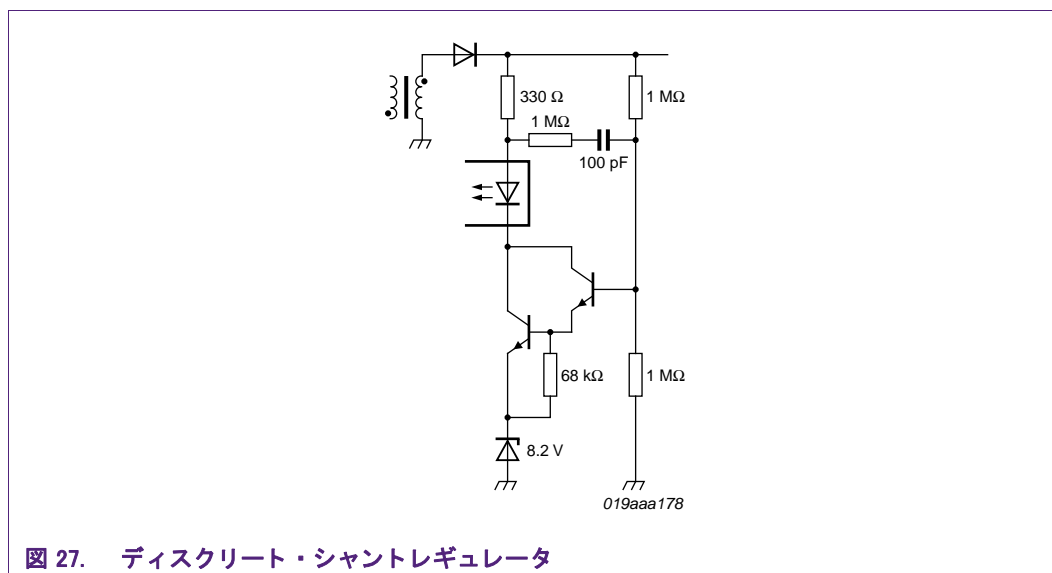 330 Ω
1 MΩ
1 MΩ
100 pF
68 kΩ
1 MΩ
8.2 V
019aaa178
図 27. ディスクリート・シャントレギュレータ